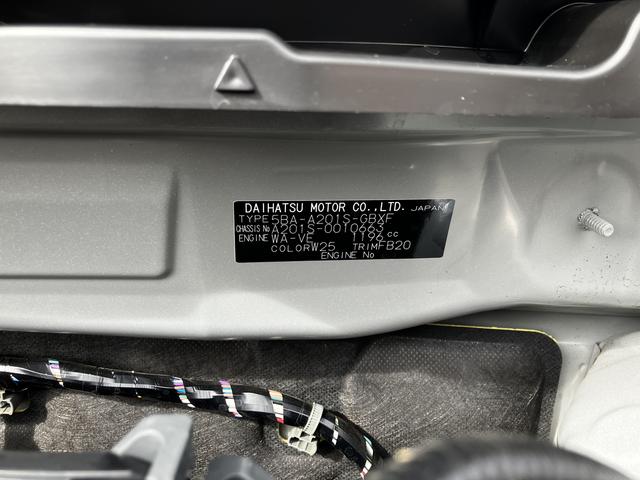 DAIHATSU MOTOR CO.,LTD. JAPAN
TYPE 5BA-A201S-GBXF
CHASSIS No A201S-0010663
ENGINE WA-VE 1196 cc
COLOR W25 TRIM FB20
ENGINE No